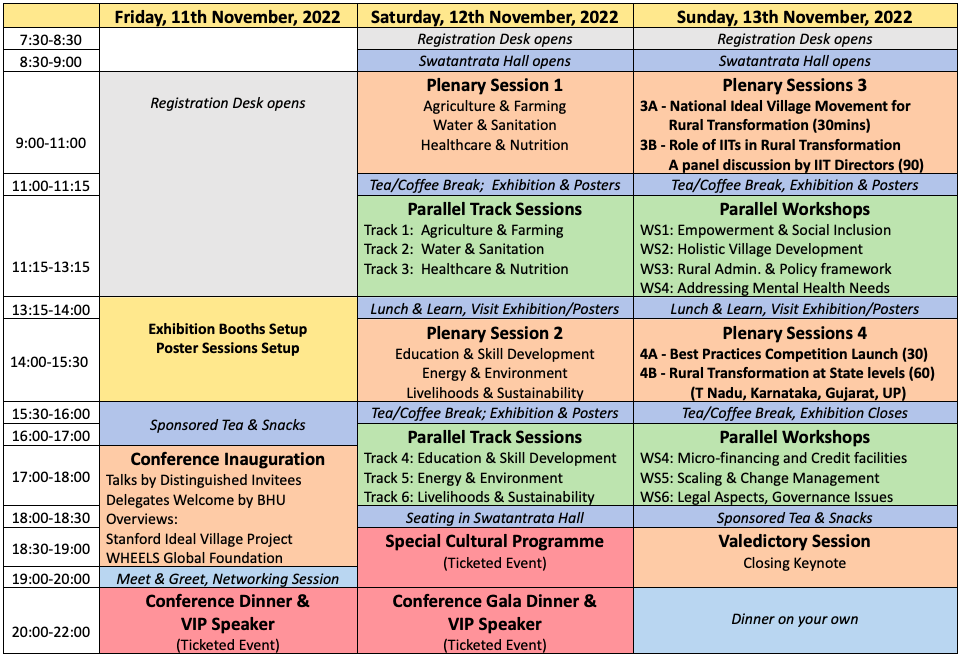 Friday, 11th November, 2022 Saturday, 12th November, 2022 Sunday, 13th November, 2022
7:30-8:30 Registration Desk opens Registration Desk opens
8:30-9:00 Swatantrata Hall opens Swatantrata Hall opens
9:00-11:00
Registration Desk opens
Plenary Session 1
Agriculture & Farming
Water & Sanitation
Healthcare & Nutrition
Plenary Sessions 3
3A - National Ideal Village Movement for
Rural Transformation (30mins)
3B - Role of IITs in Rural Transformation
A panel discussion by IIT Directors (90)
11:00-11:15 Tea/Coffee Break;  Exhibition & Posters Tea/Coffee Break, Exhibition & Posters
11:15-13:15
Parallel Track Sessions
Track 1:  Agriculture & Farming
Track 2:  Water & Sanitation
Track 3:  Healthcare & Nutrition
Parallel Workshops
WS1: Empowerment & Social Inclusion
WS2: Holistic Village Development
WS3: Rural Admin. & Policy framework
WS4: Addressing Mental Health Needs
13:15-14:00 Lunch & Learn, Visit Exhibition/Posters Lunch & Learn, Visit Exhibition/Posters
Exhibition Booths Setup
Poster Sessions Setup
14:00-15:30
Plenary Session 2
Education & Skill Development
Energy & Environment
Livelihoods & Sustainability
Plenary Sessions 4
4A - Best Practices Competition Launch (30)
4B - Rural Transformation at State levels (60)
(T Nadu, Karnataka, Gujarat, UP)
15:30-16:00 Tea/Coffee Break; Exhibition & Posters Tea/Coffee Break, Exhibition Closes
Sponsored Tea & Snacks
16:00-17:00
17:00-18:00
Conference Inauguration
Talks by Distinguished Invitees
Delegates Welcome by BHU
Overviews:
Stanford Ideal Village Project
WHEELS Global Foundation
Parallel Track Sessions
Track 4: Education & Skill Development
Track 5: Energy & Environment
Track 6: Livelihoods & Sustainability
Parallel Workshops
WS4: Micro-financing and Credit facilities
WS5: Scaling & Change Management
WS6: Legal Aspects, Governance Issues
18:00-18:30 Seating in Swatantrata Hall Sponsored Tea & Snacks
18:30-19:00
Special Cultural Programme
(Ticketed Event)
Valedictory Session
Closing Keynote
19:00-20:00 Meet & Greet, Networking Session
20:00-22:00
Conference Dinner &
VIP Speaker
(Ticketed Event)
Conference Gala Dinner &
VIP Speaker
(Ticketed Event)
Dinner on your own